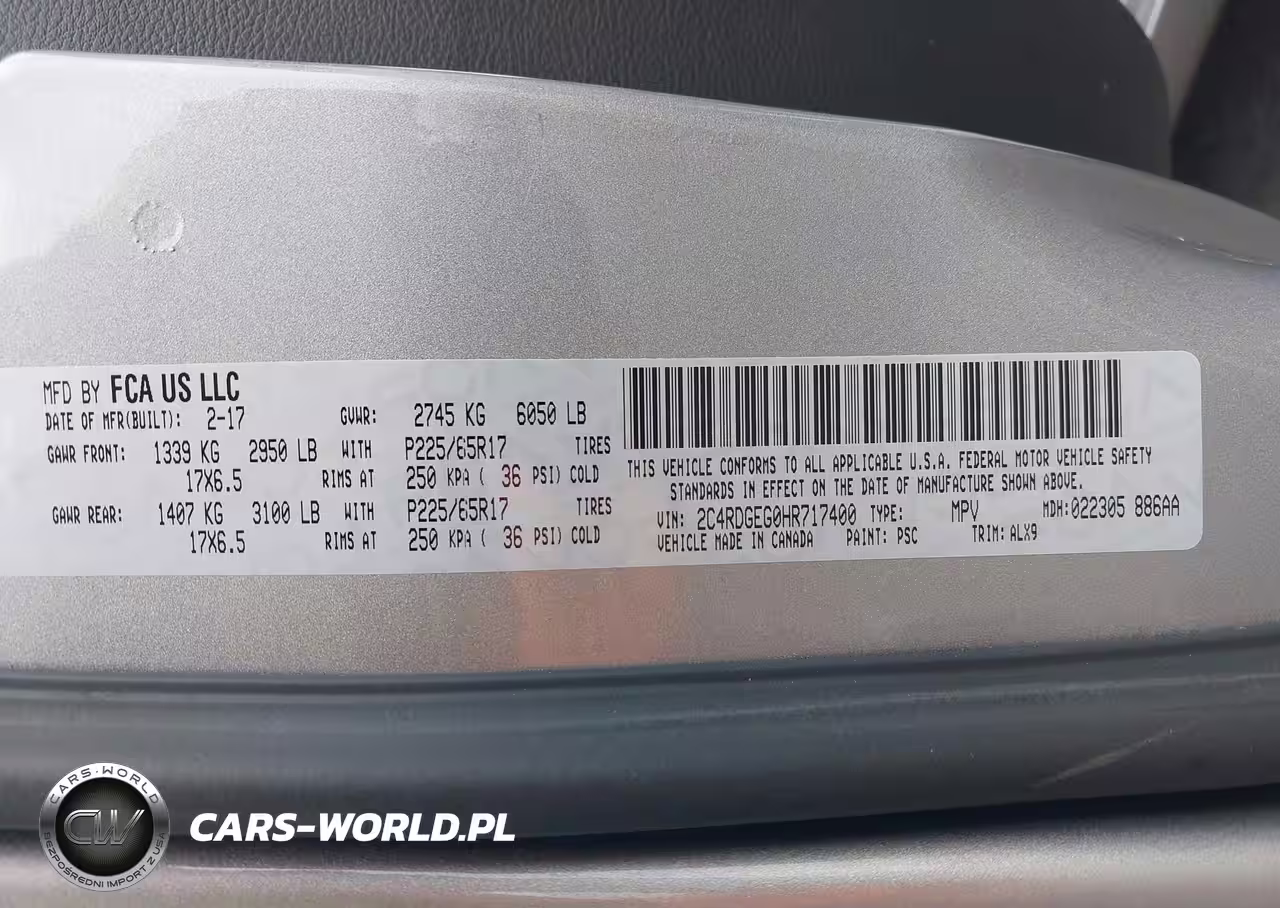 MFD BY FCA US LLC
DATE OF MFR(BUILT): 2-17 GVWR: 2745 KG 6050 LB
GAWR FRONT: 1339 KG 2950 LB WITH P225/65R17 TIRES
17X6.5 RIMS AT 250 KPA ( 36 PSI) COLD
GAWR REAR: 1407 KG 3100 LB WITH P225/65R17 TIRES
17X6.5 RIMS AT 250 KPA ( 36 PSI) COLD
THIS VEHICLE CONFORMS TO ALL APPLICABLE U.S.A. FEDERAL MOTOR VEHICLE SAFETY
STANDARDS IN EFFECT ON THE DATE OF MANUFACTURE SHOWN ABOVE.
VIN: 2C4RDGEG0HR717400 TYPE: MPV MDH:022305 886AA
VEHICLE MADE IN CANADA PAINT: PSC TRIM: ALX9
CARS-WORLD
CW
BEZPOŚREDNI IMPORT Z USA
CARS-WORLD.PL